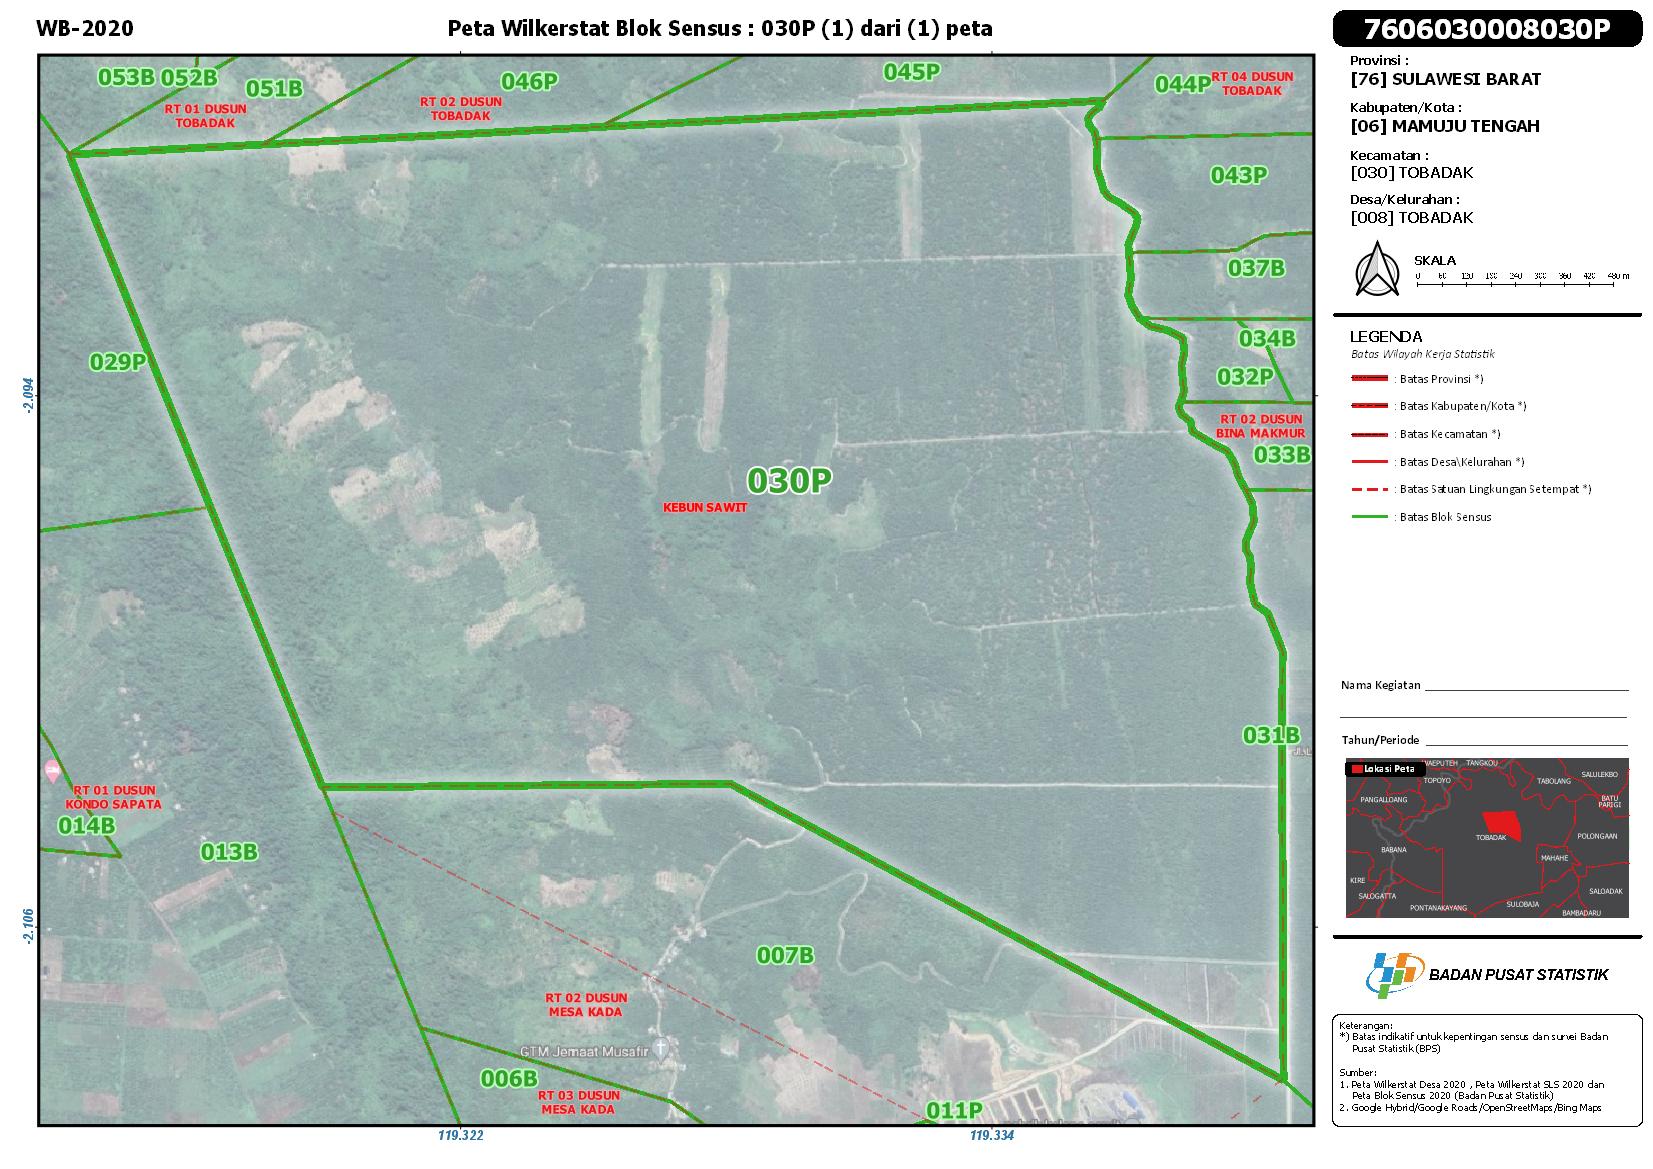 WB-2020
Peta Wilkerstat Blok Sensus : 030P (1) dari (1) peta
7606030008030P
Provinsi :
[76] SULAWESI BARAT
Kabupaten/Kota :
[06] MAMUJU TENGAH
Kecamatan :
[030] TOBADAK
Desa/Kelurahan :
[008] TOBADAK
SKALA
0 60 120 180 240 300 360 420 480 m
LEGENDA
Batas Wilayah Kerja Statistik
: Batas Provinsi *)
: Batas Kabupaten/Kota *)
: Batas Kecamatan *)
: Batas Desa\Kelurahan *)
: Batas Satuan Lingkungan Setempat *)
: Batas Blok Sensus
Nama Kegiatan
Tahun/Periode
Lokasi Peta
TANGKOU
TOPOYO
TABOLANG
SALULEKBO
PANGALLOANG
BATU
PARIGI
TOBADAK
POLONGAAN
BABANA
MAHAHE
KIRE
SALOGATTA
SALOADAK
PONTANAKAYANG
SULOBAJA
BAMBADARU
BADAN PUSAT STATISTIK
Keterangan:
*) Batas indikatif untuk kepentingan sensus dan survei Badan
Pusat Statistik (BPS)
Sumber:
1. Peta Wilkerstat Desa 2020 , Peta Wilkerstat SLS 2020 dan
Peta Blok Sensus 2020 (Badan Pusat Statistik)
2. Google Hybrid/Google Roads/OpenStreetMaps/Bing Maps
053B 052B
051B
046P
045P
044P
RT 01 DUSUN
TOBADAK
RT 02 DUSUN
TOBADAK
RT 04 DUSUN
TOBADAK
043P
037B
034B
032P
029P
RT 02 DUSUN
BINA MAKMUR
033B
030P
KEBUN SAWIT
031B
RT 01 DUSUN
KONDO SAPATA
014B
013B
007B
RT 02 DUSUN
MESA KADA
GTM Jemaat Musafir
006B
RT 03 DUSUN
MESA KADA
011P
-2.094
-2.106
119.322
119.334